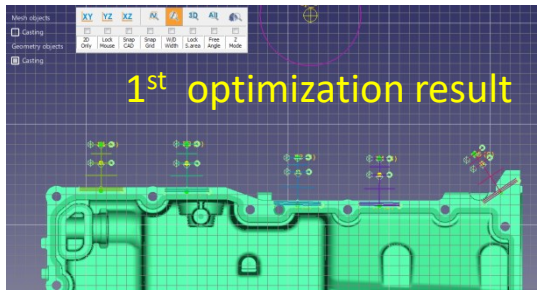 Mesh objects
XY YZ XZ 3D All
Casting
2D Only Lock Mouse Snap CAD Snap Grid W/D Width Lock S.area Free Angle Z Mode
Geometry objects
Casting
1st optimization result